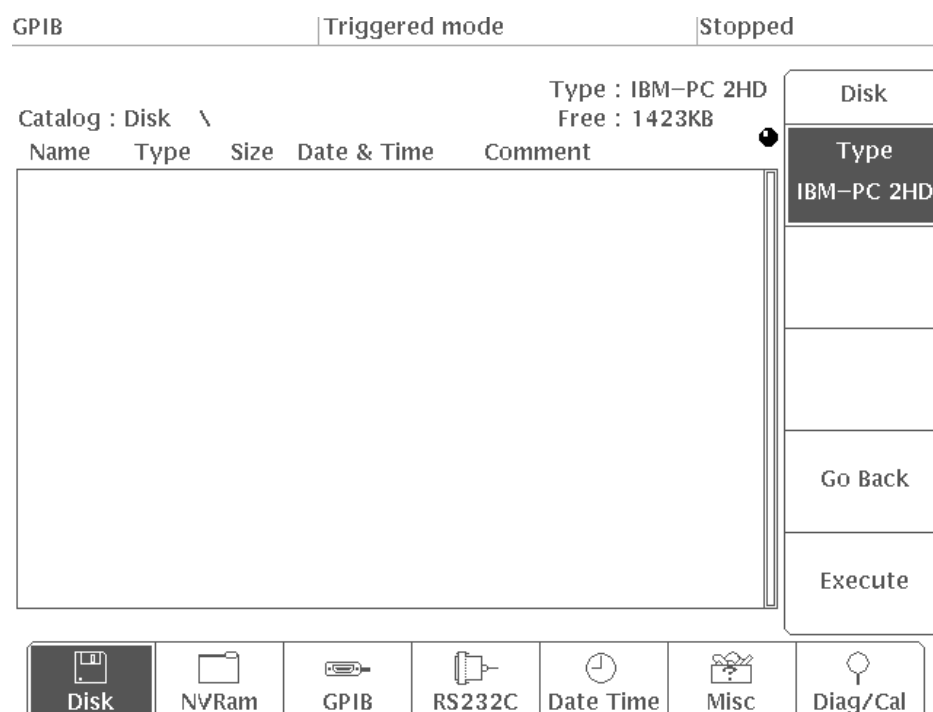 GPIB Triggered mode Stopped
Type : IBM-PC 2HD
Catalog : Disk \ Free : 1423KB
Name Type Size Date & Time Comment
Disk
Type
IBM-PC 2HD
Go Back
Execute
Disk NVRam GPIB RS232C Date Time Misc Diag/Cal